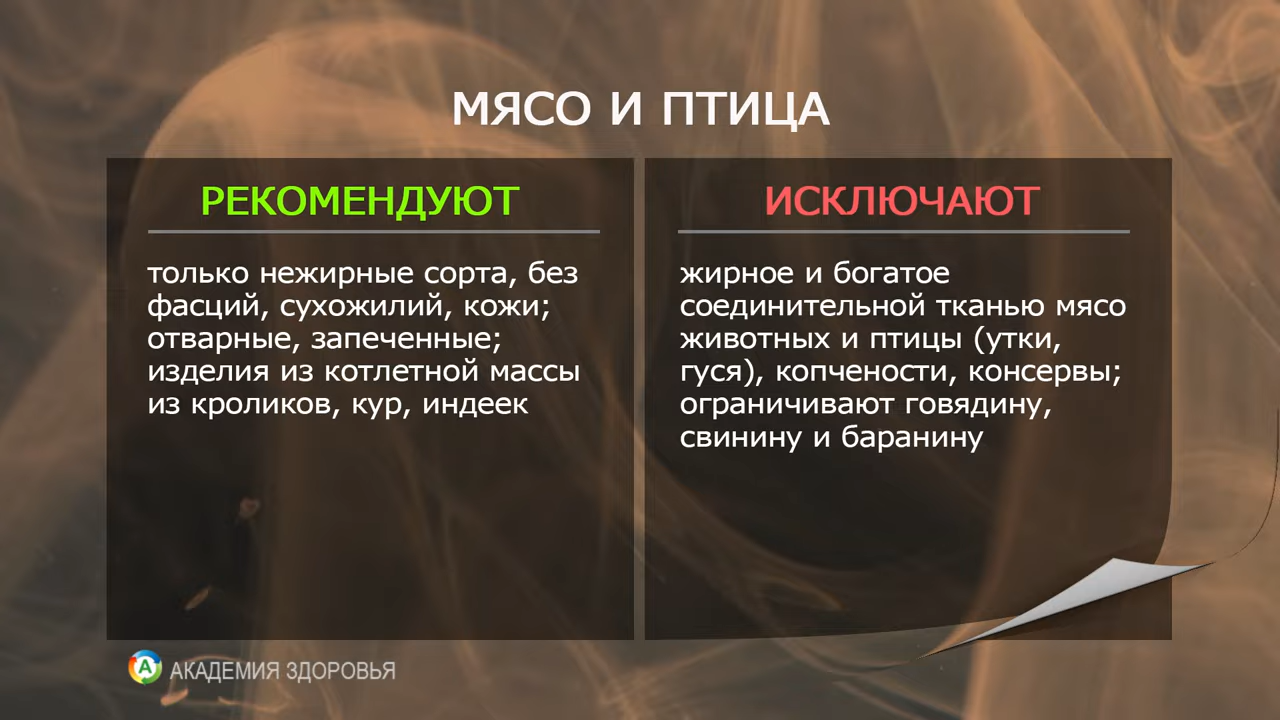 МЯСО И ПТИЦА
РЕКОМЕНДУЮТ
только нежирные сорта, без
фасций, сухожилий, кожи;
отварные, запеченные;
изделия из котлетной массы
из кроликов, кур, индеек
ИСКЛЮЧАЮТ
жирное и богатое
соединительной тканью мясо
животных и птицы (утки,
гуся), копчености, консервы;
ограничивают говядину,
свинину и баранину
А АКАДЕМИЯ ЗДОРОВЬЯ